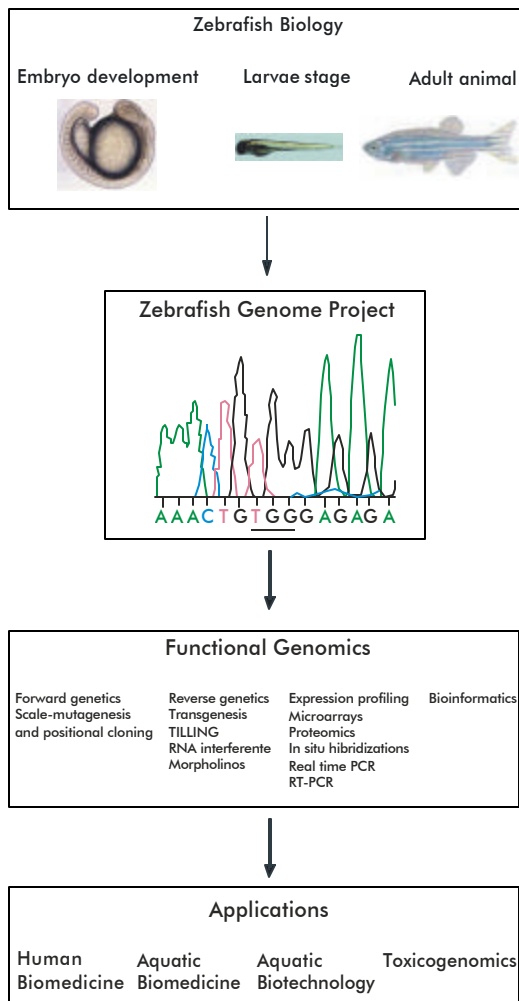 Zebrafish Biology
Embryo development
Larvae stage
Adult animal
Zebrafish Genome Project
AAACTGTGGGAGAGA
Functional Genomics
Forward genetics
Scale-mutagenesis
and positional cloning
Reverse genetics
Transgenesis
TILLING
RNA interferente
Morpholinos
Expression profiling
Microarrays
Proteomics
In situ hibridizations
Real time PCR
RT-PCR
Bioinformatics
Applications
Human
Biomedicine
Aquatic
Biomedicine
Aquatic
Biotechnology
Toxicogenomics